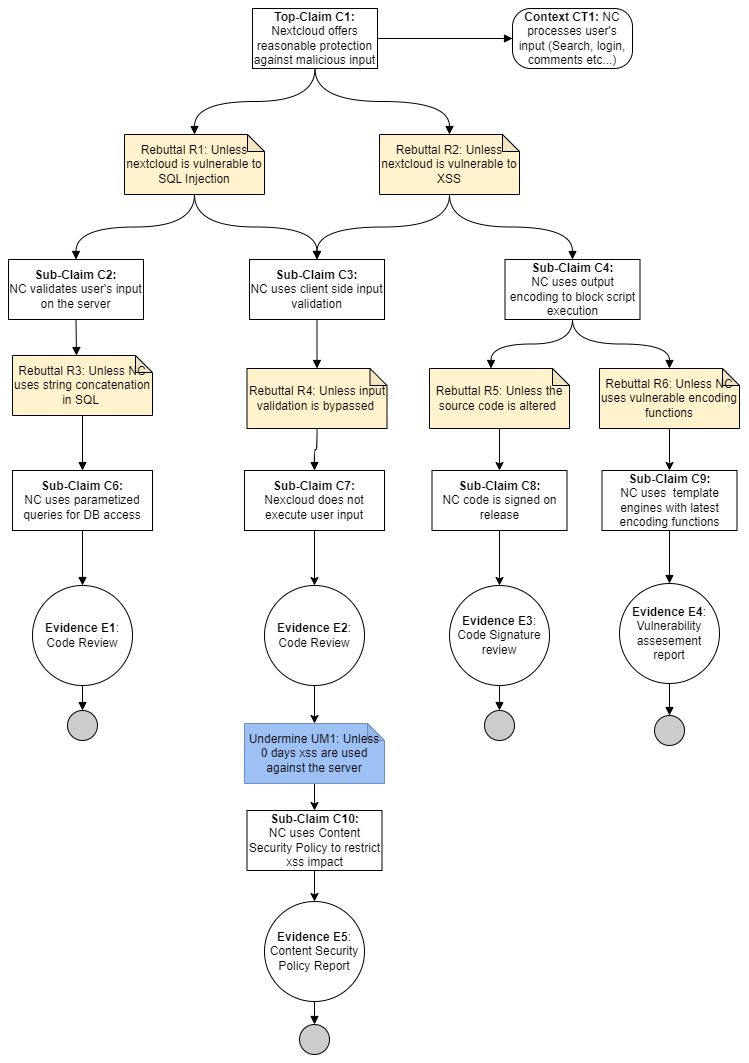 Top-Claim C1:
Nextcloud offers
reasonable protection
against malicious input
Context CT1: NC
processes user's
input (Search, login,
comments etc...)
Rebuttal R1: Unless
nextcloud is vulnerable to
SQL Injection
Rebuttal R2: Unless
nextcloud is vulnerable to
XSS
Sub-Claim C2:
NC validates user's input
on the server
Sub-Claim C3:
NC uses client side input
validation
Sub-Claim C4:
NC uses output
encoding to block script
execution
Rebuttal R3: Unless NC
uses string concatenation
in SQL
Rebuttal R4: Unless input
validation is bypassed
Rebuttal R5: Unless the
source code is altered
Rebuttal R6: Unless NC
uses vulnerable encoding
functions
Sub-Claim C6:
NC uses parametized
queries for DB access
Sub-Claim C7:
Nexcloud does not
execute user input
Sub-Claim C8:
NC code is signed on
release
Sub-Claim C9:
NC uses template
engines with latest
encoding functions
Evidence E1:
Code Review
Evidence E2:
Code Review
Evidence E3:
Code Signature
review
Evidence E4:
Vulnerability
assesement
report
Undermine UM1: Unless
0 days xss are used
against the server
Sub-Claim C10:
NC uses Content
Security Policy to restrict
xss impact
Evidence E5:
Content Security
Policy Report